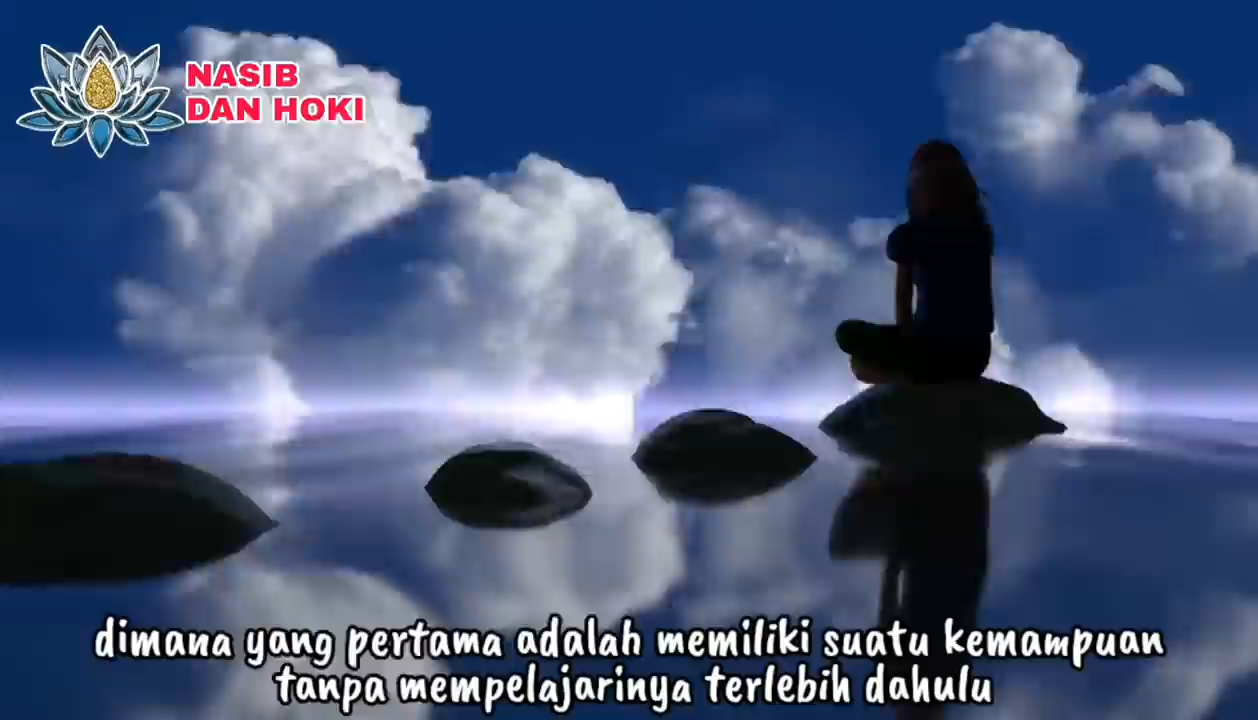 NASIB
DAN HOKI
dimana yang pertama adalah memiliki suatu kemampuan
tanpa mempelajarinya terlebih dahulu